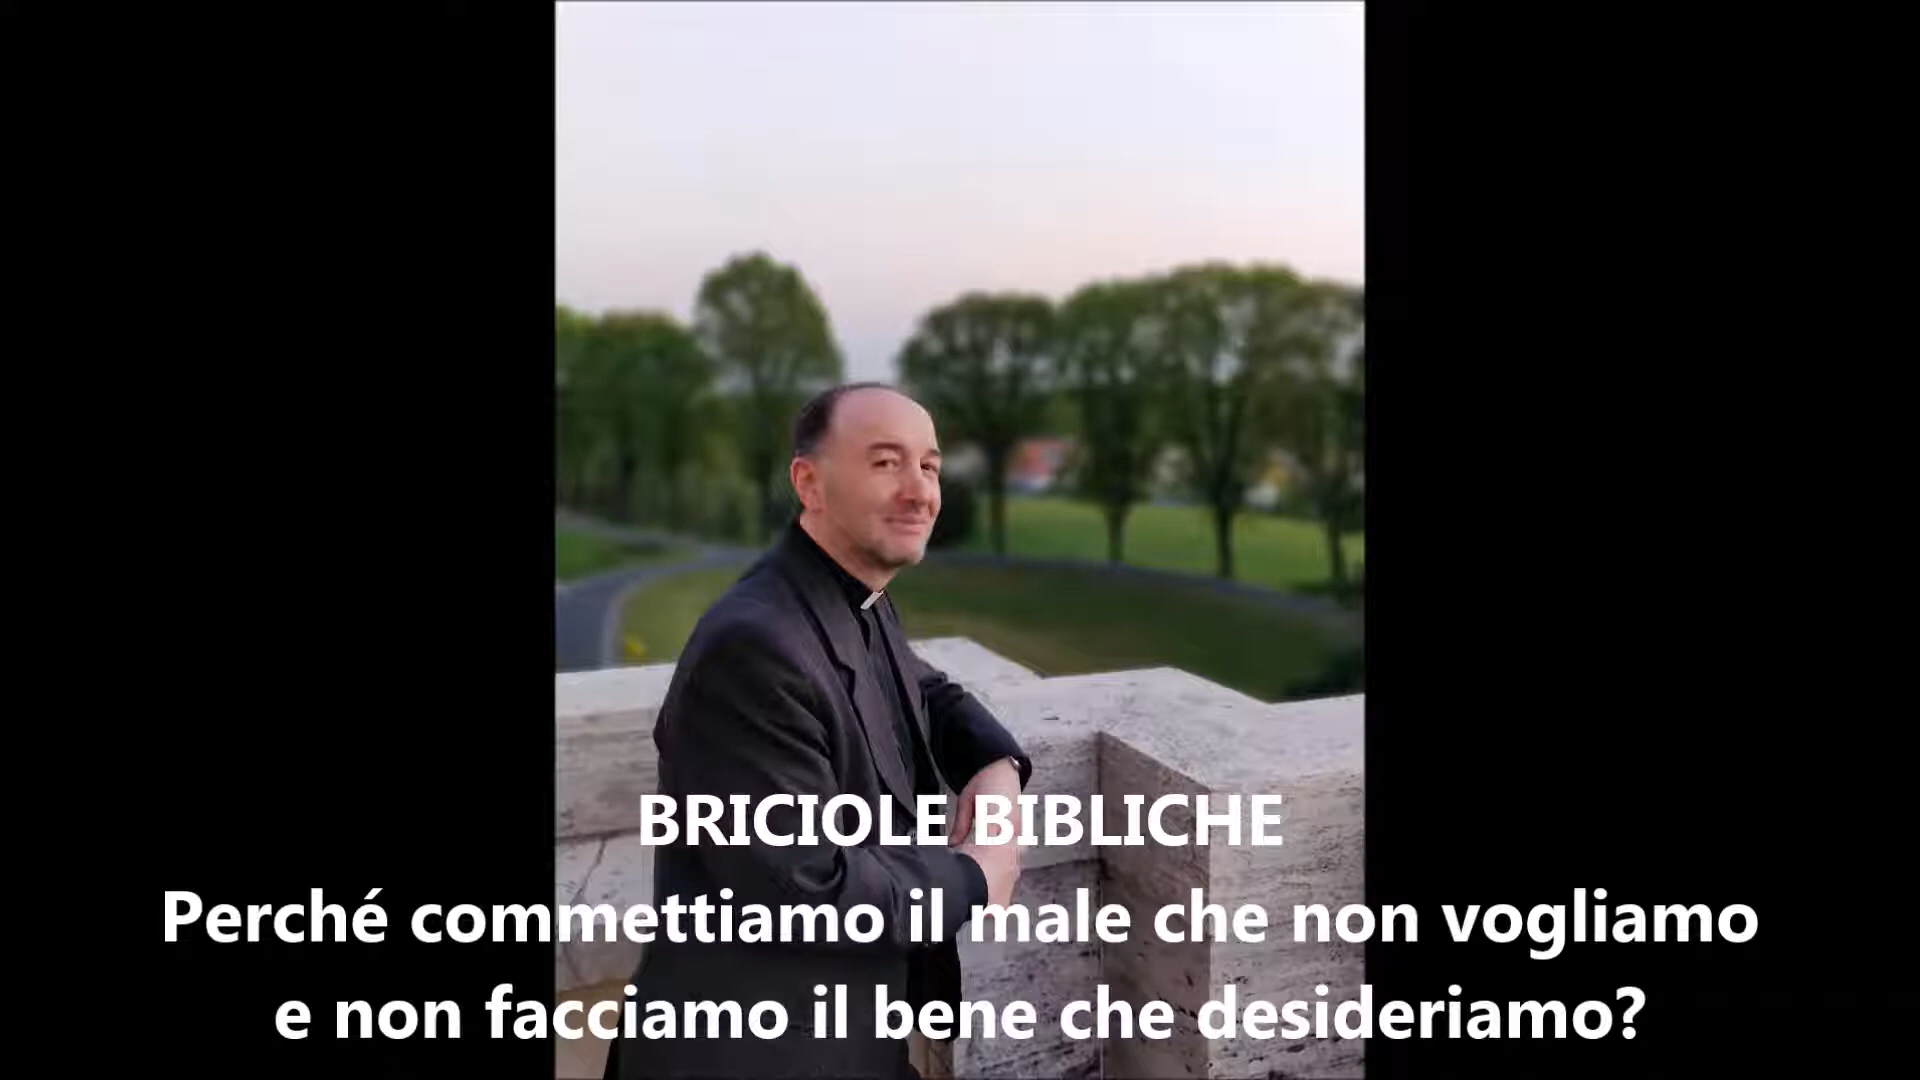 BRICIOLE BIBLICHE
Perché commettiamo il male che non vogliamo
e non facciamo il bene che desideriamo?